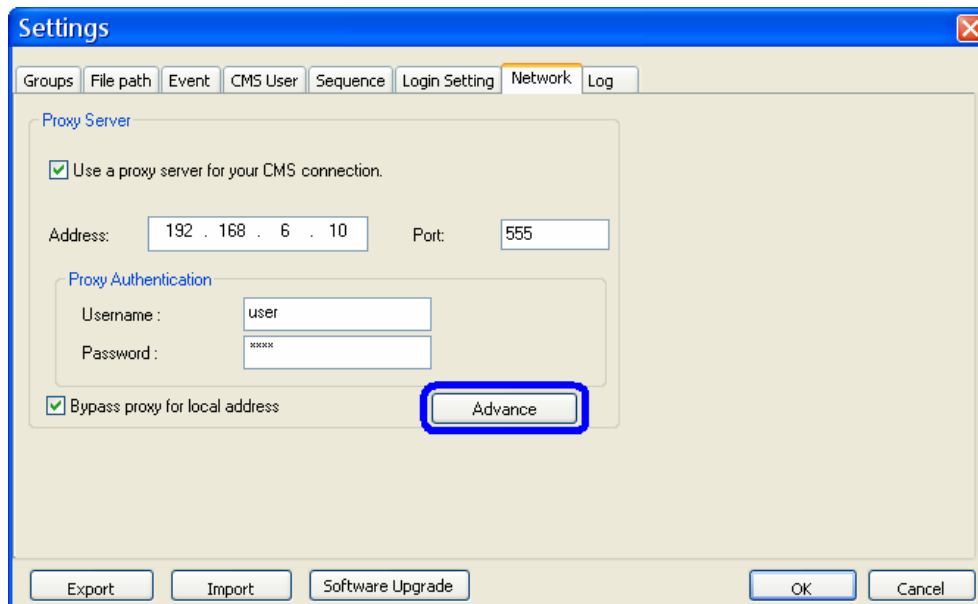 Settings
Groups File path Event CMS User Sequence Login Setting Network Log
Proxy Server
Use a proxy server for your CMS connection.
Address: 192 . 168 . 6 . 10 Port: 555
Proxy Authentication
Username : user
Password : ****
Bypass proxy for local address Advance
Export Import Software Upgrade OK Cancel